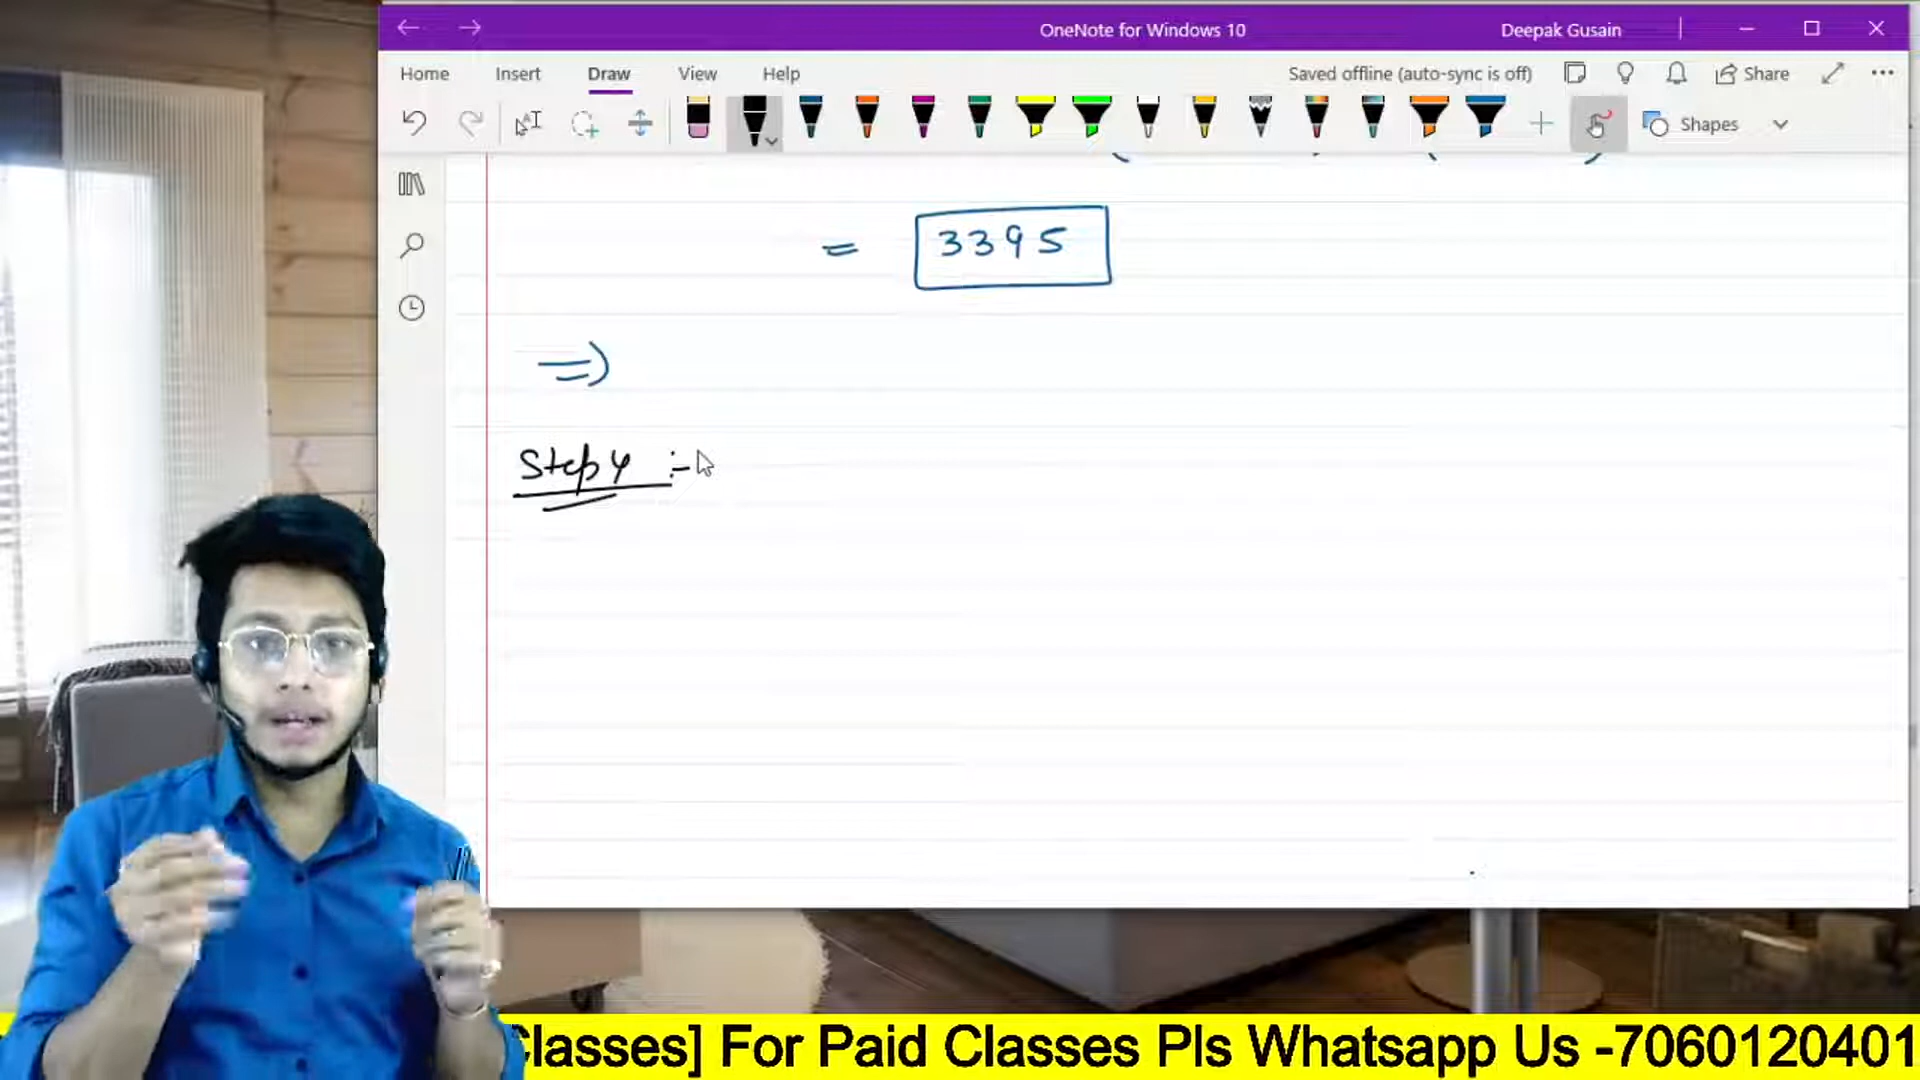 OneNote for Windows 10
Deepak Gusain
Home Insert Draw View Help
Saved offline (auto-sync is off)
Share
Shapes
= 3395
=)
Step 4 :-
Classes] For Paid Classes Pls Whatsapp Us -7060120401